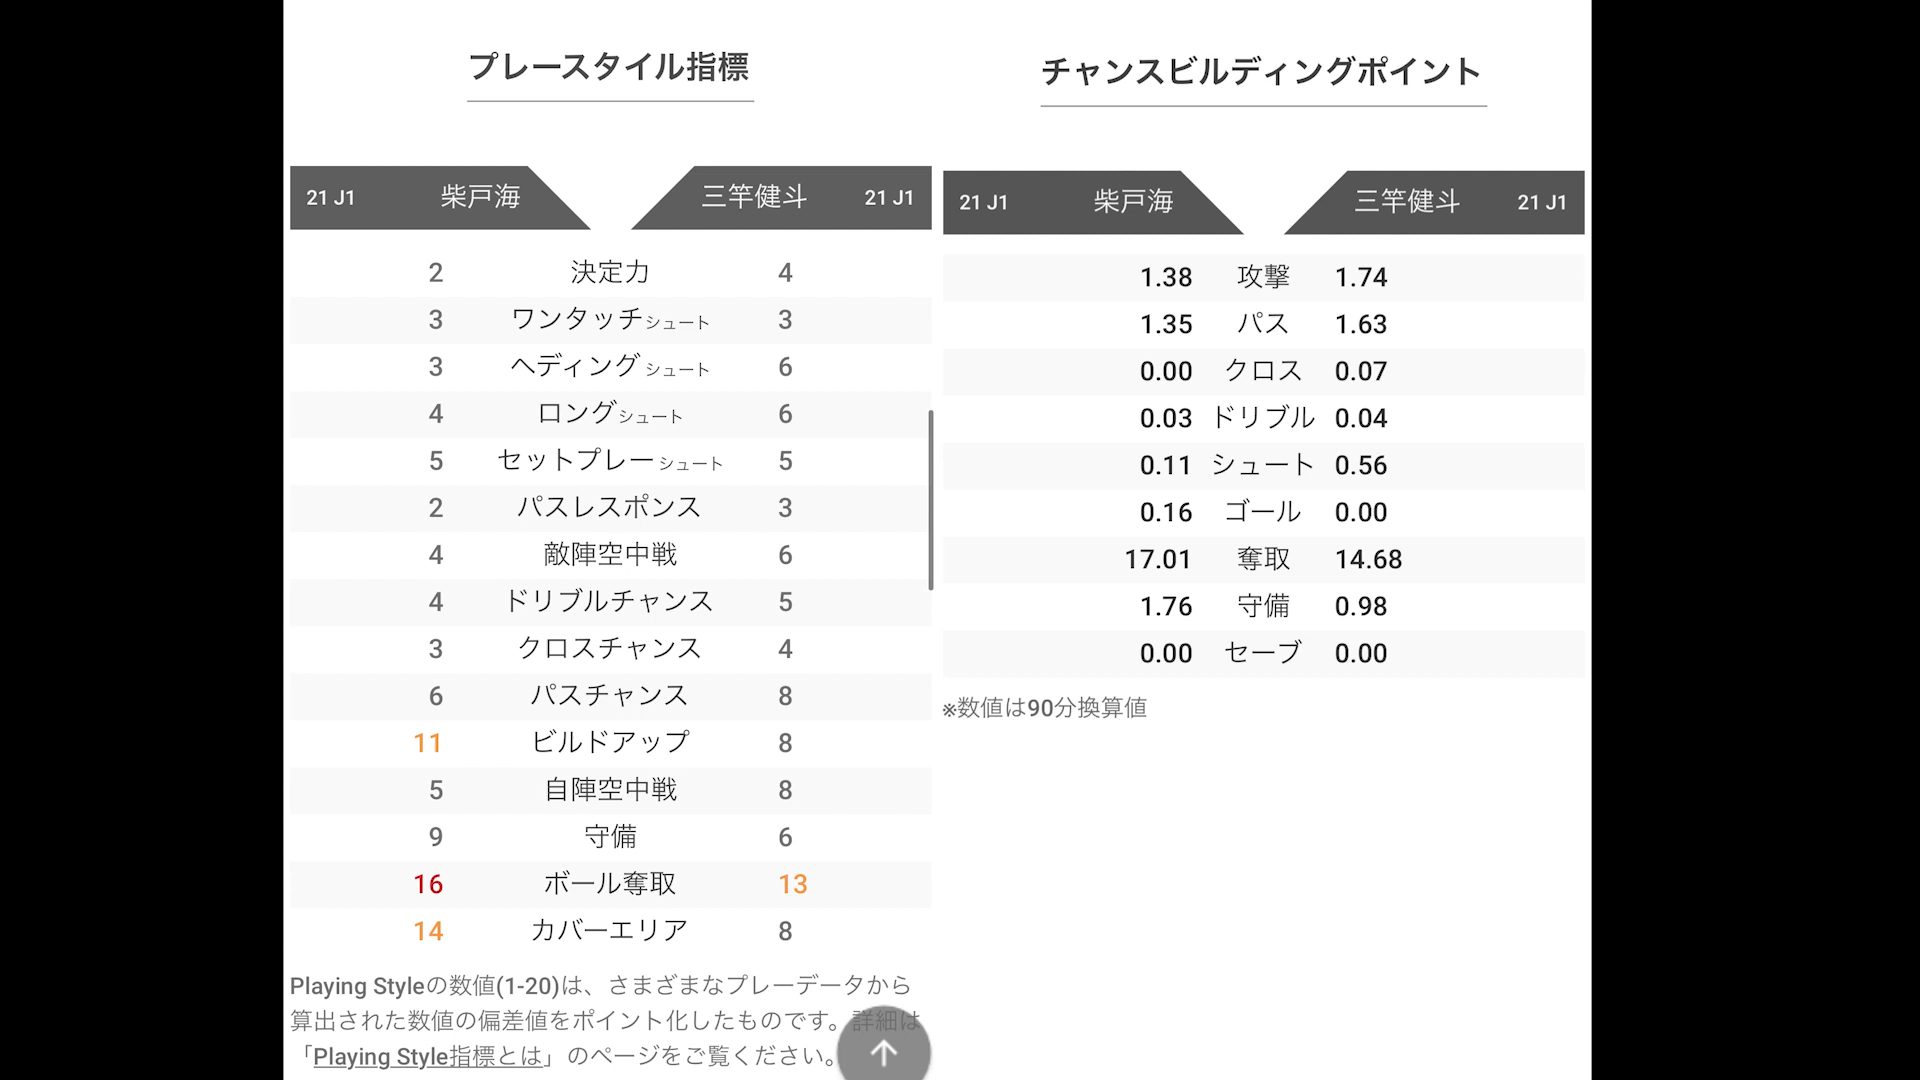 プレースタイル指標
21 J1 柴戸海 三竿健斗 21 J1
2 決定力 4
3 ワンタッチシュート 3
3 ヘディングシュート 6
4 ロングシュート 6
5 セットプレーシュート 5
2 パスレスポンス 3
4 敵陣空中戦 6
4 ドリブルチャンス 5
3 クロスチャンス 4
6 パスチャンス 8
11 ビルドアップ 8
5 自陣空中戦 8
9 守備 6
16 ボール奪取 13
14 カバーエリア 8
Playing Styleの数値(1-20)は、さまざまなプレーデータから
算出された数値の偏差値をポイント化したものです。詳細は
「Playing Style指標とは」のページをご覧ください。
チャンスビルディングポイント
21 J1 柴戸海 三竿健斗 21 J1
1.38 攻撃 1.74
1.35 パス 1.63
0.00 クロス 0.07
0.03 ドリブル 0.04
0.11 シュート 0.56
0.16 ゴール 0.00
17.01 奪取 14.68
1.76 守備 0.98
0.00 セーブ 0.00
※数値は90分換算値